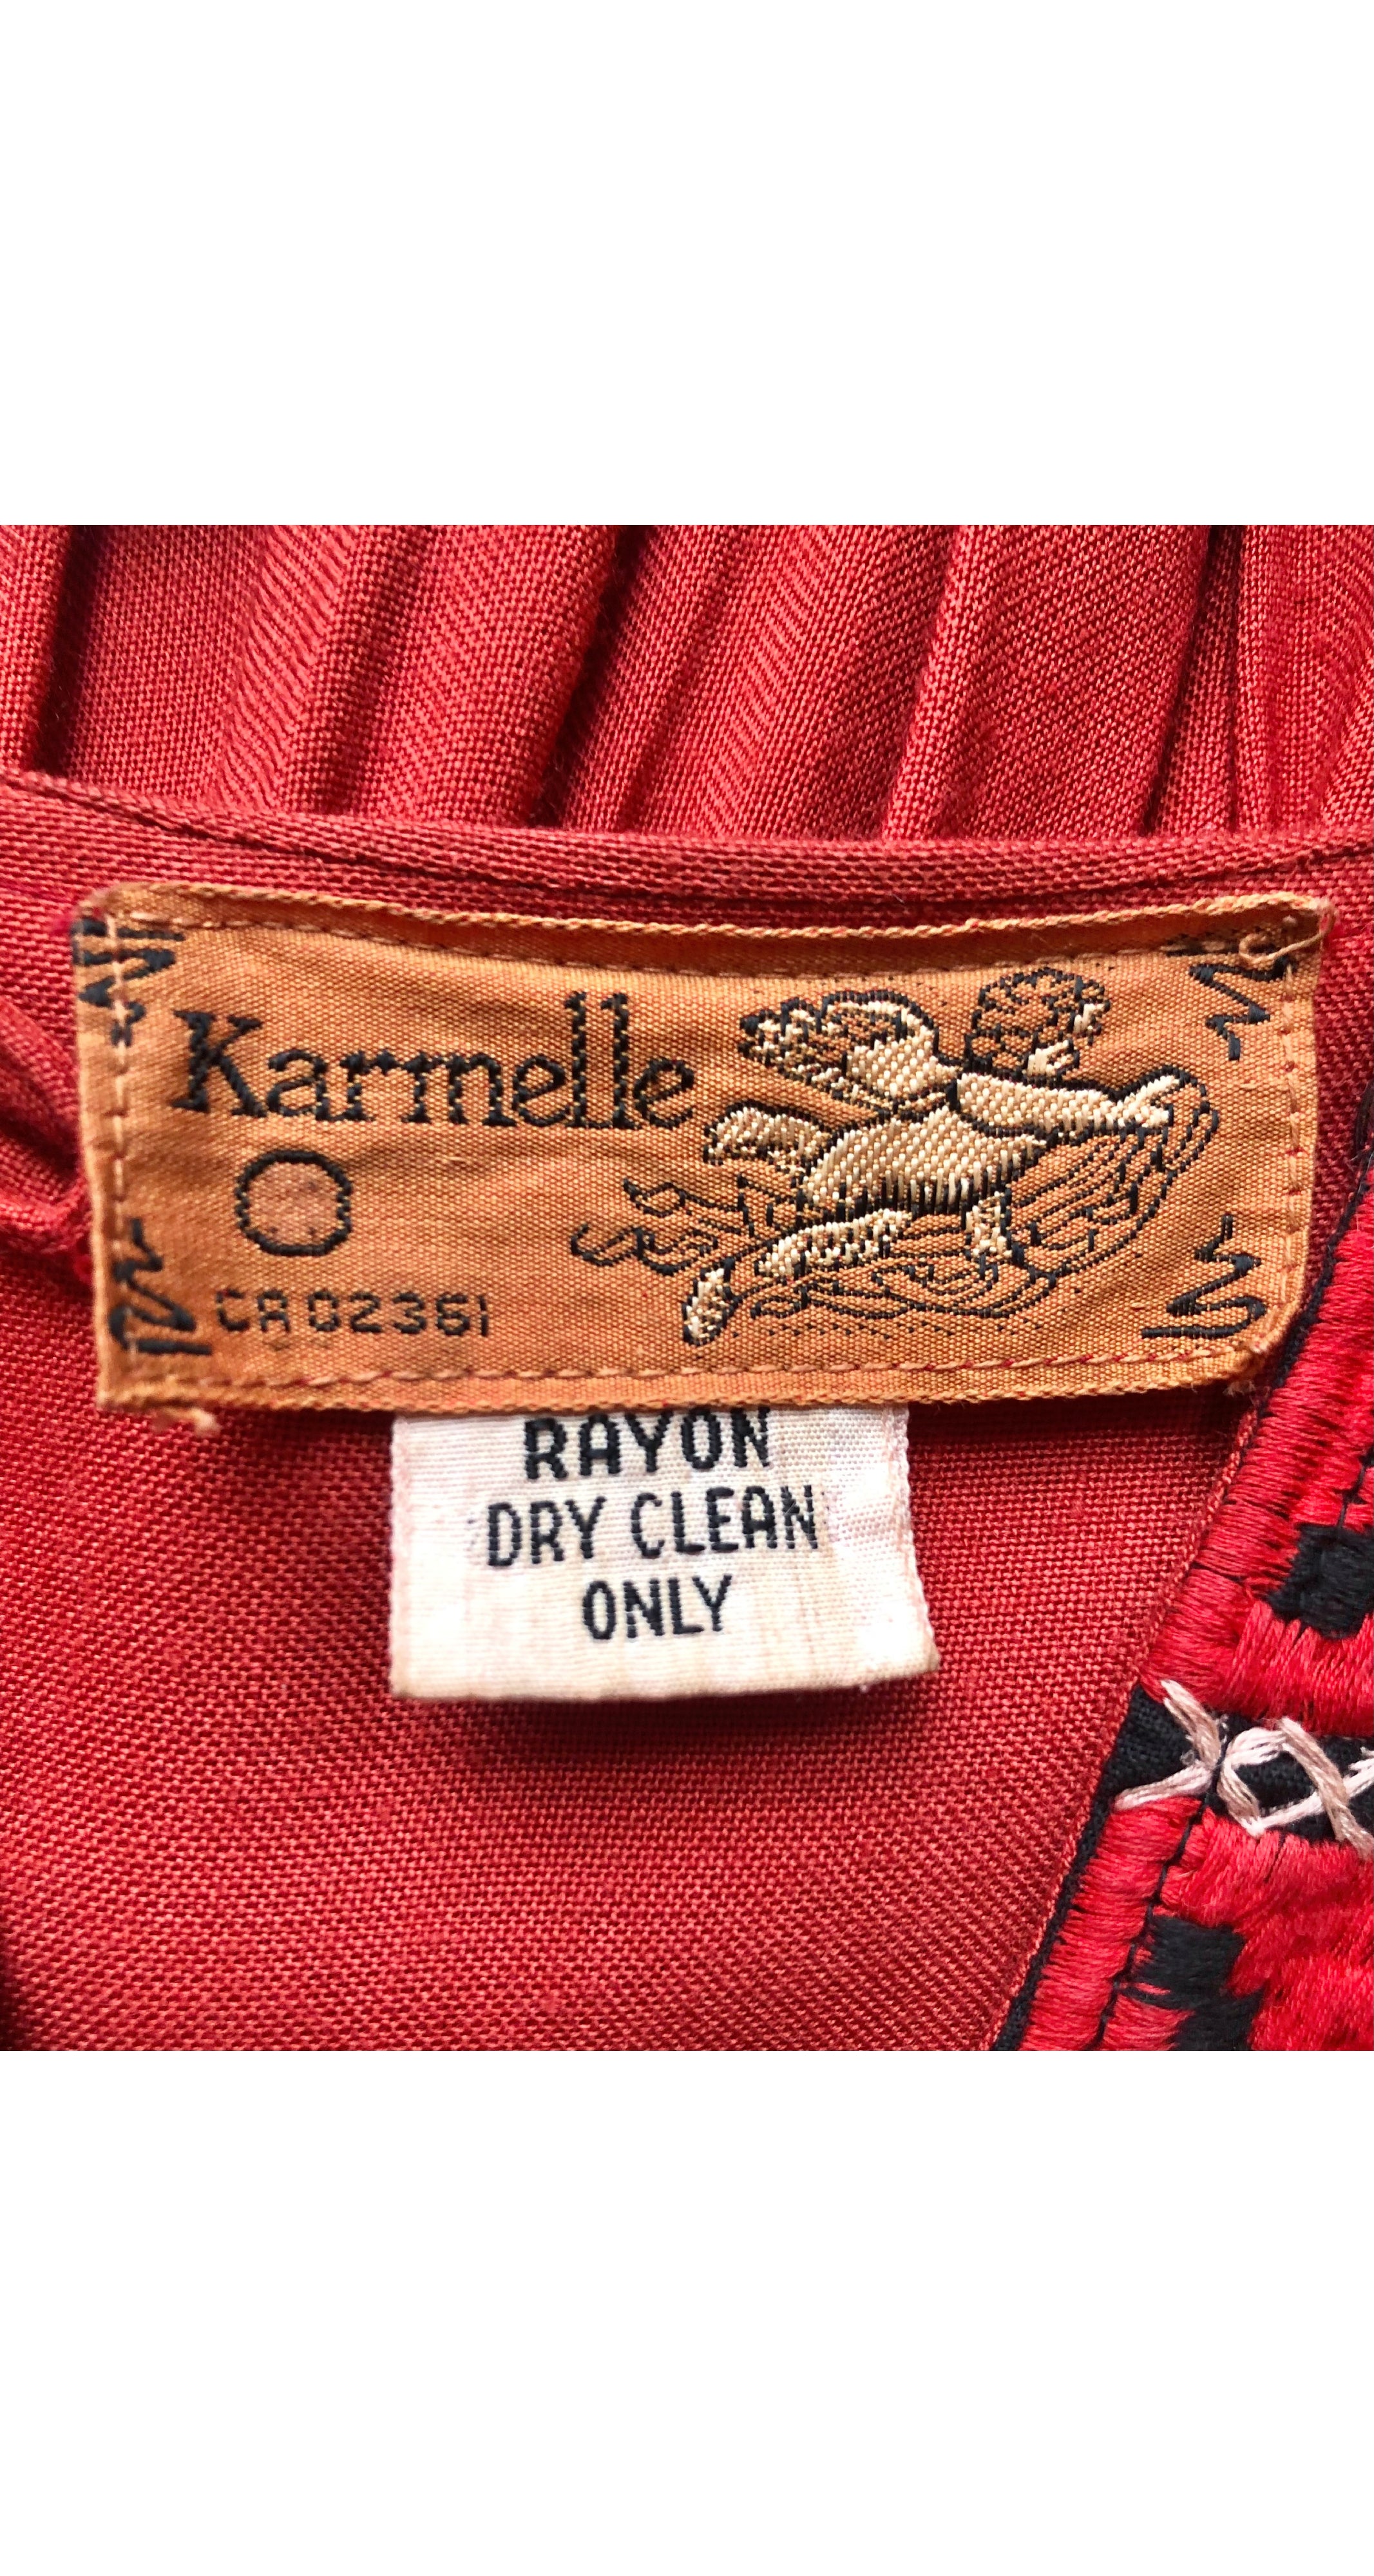 Karmelle
CA02361
RAYON
DRY CLEAN
ONLY